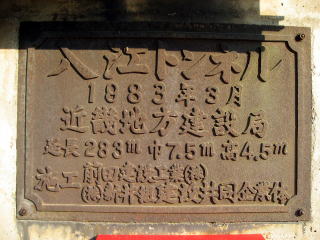 入江トンネル
1983年3月
近畿地方建設局
延長283m 巾7.5m 高4.5m
施工 前田建設工業(株)
建設共同企業体